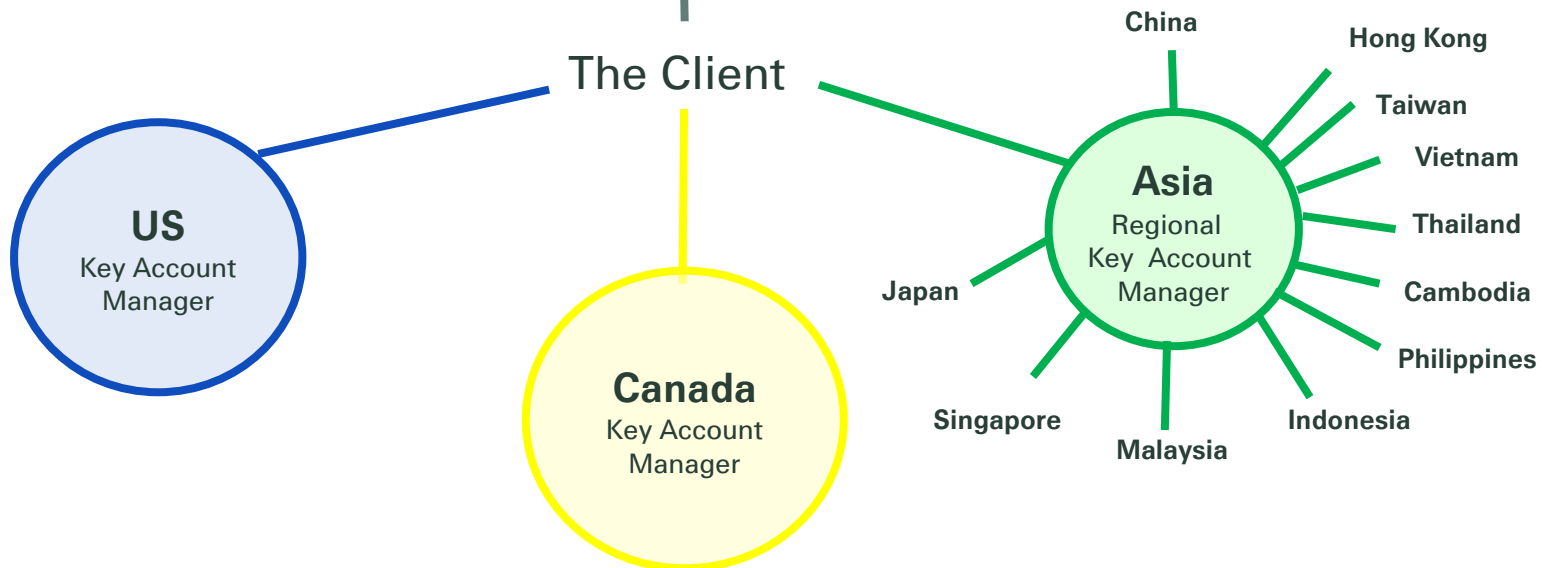 The Client
US
Key Account
Manager
Canada
Key Account
Manager
Asia
Regional
Key Account
Manager
China
Hong Kong
Taiwan
Vietnam
Thailand
Cambodia
Philippines
Indonesia
Malaysia
Singapore
Japan